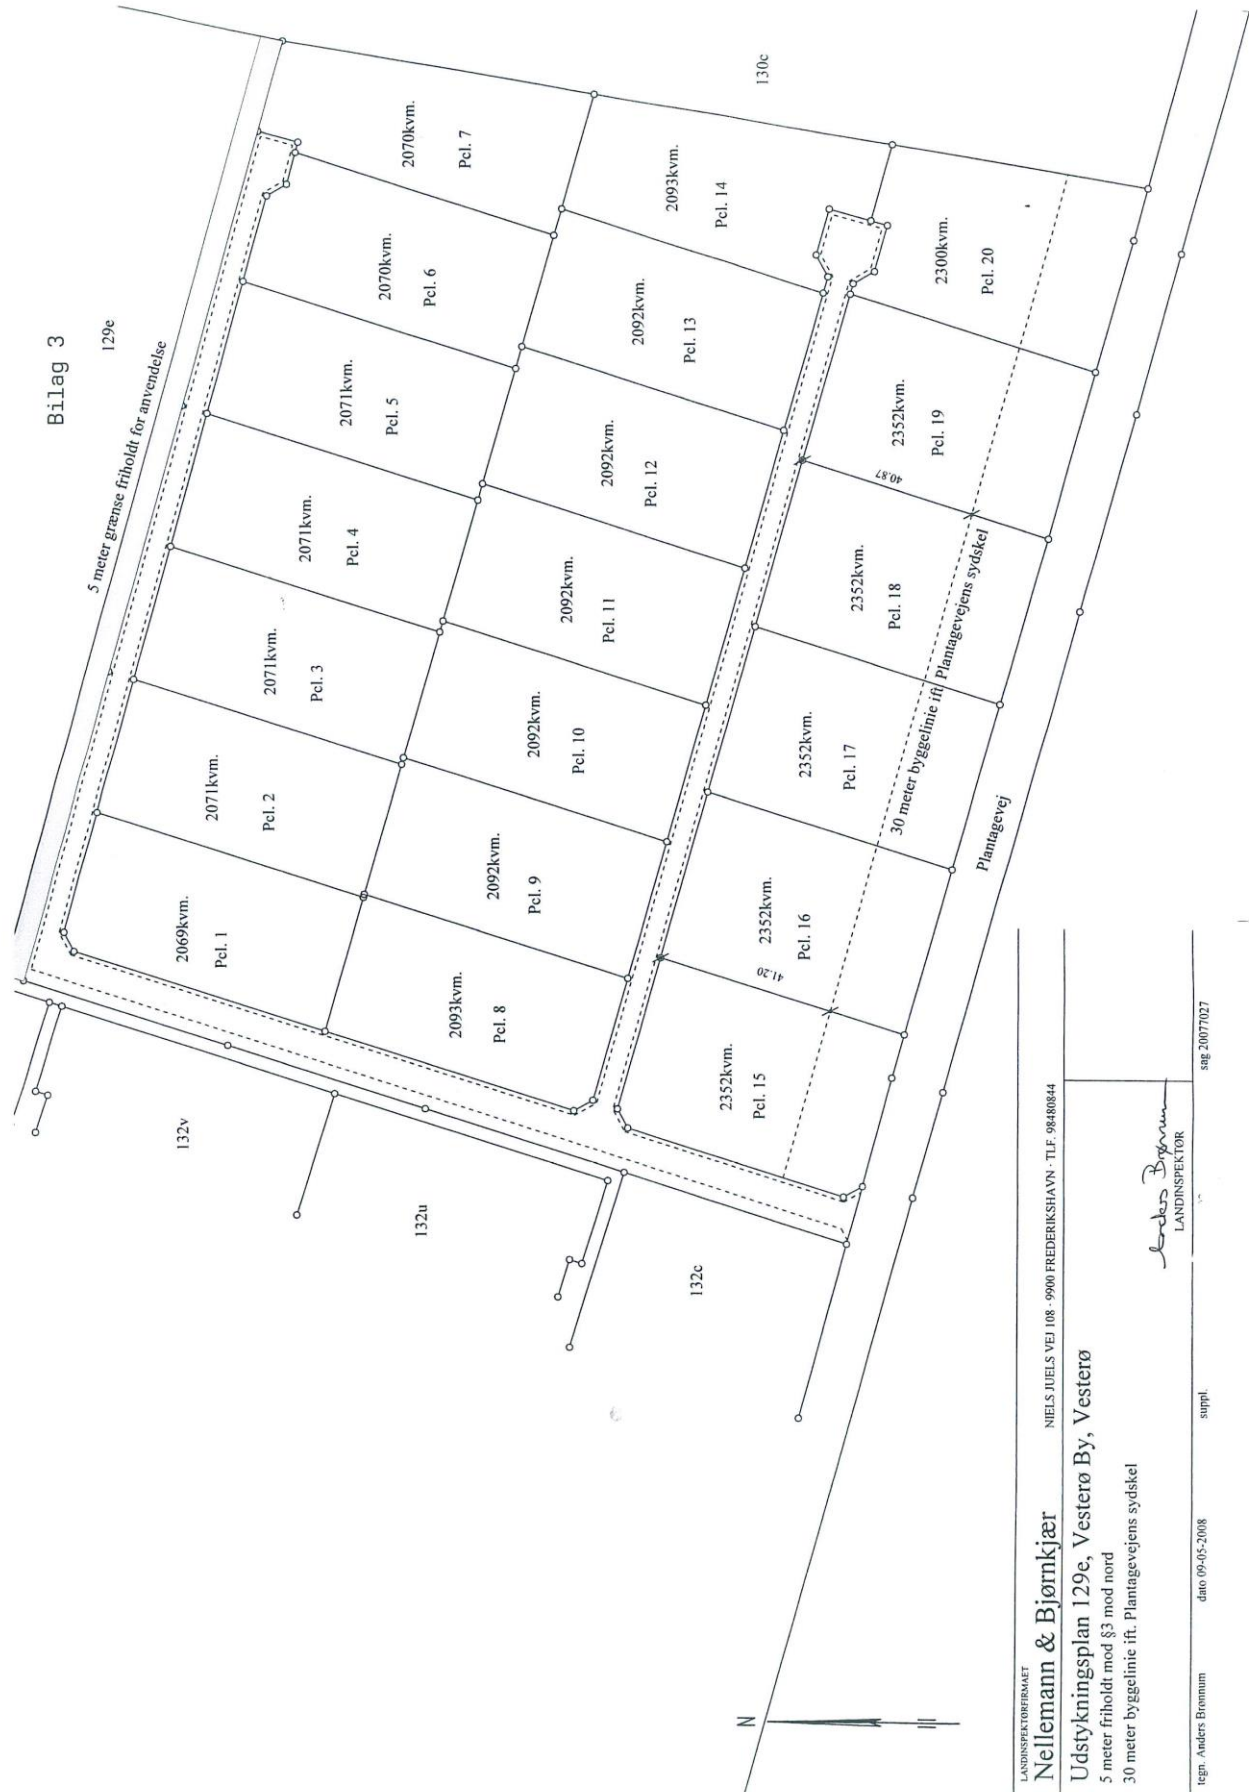 Bilag 3
129e
5 meter grænse friholdt for anvendelse
130c
2070kvm.
Pcl. 7
2070kvm.
Pcl. 6
2071kvm.
Pcl. 5
2071kvm.
Pcl. 4
2071kvm.
Pcl. 3
2071kvm.
Pcl. 2
2069kvm.
Pcl. 1
2093kvm.
Pcl. 14
2092kvm.
Pcl. 13
2092kvm.
Pcl. 12
2092kvm.
Pcl. 11
2092kvm.
Pcl. 10
2092kvm.
Pcl. 9
2093kvm.
Pcl. 8
2300kvm.
Pcl. 20
2352kvm.
Pcl. 19
40.87
2352kvm.
Pcl. 18
2352kvm.
Pcl. 17
2352kvm.
Pcl. 16
41.20
2352kvm.
Pcl. 15
30 meter byggelinie ift. Plantagevejens sydskel
Plantagevej
132v
132u
132c
N
LANDINSPEKTØRFIRMAET
Nellemann & Bjørnkjær
NIELS JUELS VEJ 108 - 9900 FREDERIKSHAVN - TLF. 98480844
Udstykningsplan 129e, Vesterø By, Vesterø
5 meter friholdt mod §3 mod nord
30 meter byggelinie ift. Plantagevejens sydskel
Anders Brønnum
LANDINSPEKTØR
tegn. Anders Brønnum
dato 09-05-2008
suppl.
sag 20077027